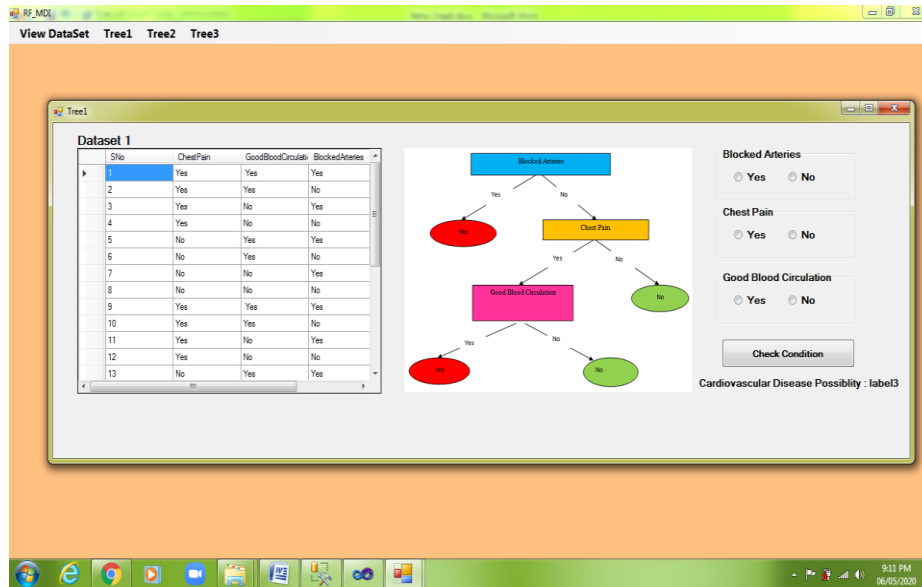 RF_MDI
View DataSet Tree1 Tree2 Tree3
Tree1
Dataset 1
SNo ChestPain GoodBloodCirculati BlockedArteries
1 Yes Yes Yes
2 Yes Yes No
3 Yes No Yes
4 Yes No No
5 No Yes Yes
6 No Yes No
7 No No Yes
8 No No No
9 Yes Yes Yes
10 Yes Yes No
11 Yes No Yes
12 Yes No No
13 No Yes Yes
Blocked Arteries
Yes No
Yes
Chest Pain
Yes No
Good Blood Circulation
No
Yes No
Yes
No
Blocked Arteries
Yes No
Chest Pain
Yes No
Good Blood Circulation
Yes No
Check Condition
Cardiovascular Disease Possiblity : label3
9:11 PM
06/05/2020